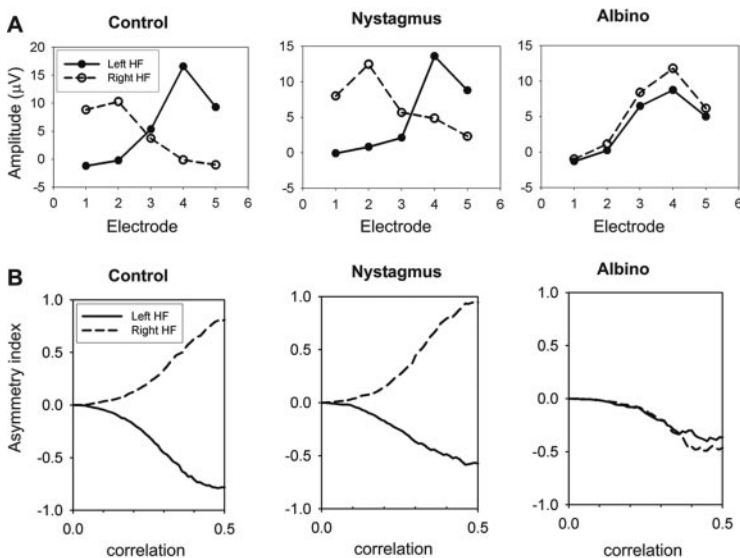 A
Control
Nystagmus
Albino
Amplitude (μV)
20
15
10
5
0
-5
Left HF
Right HF
0 1 2 3 4 5 6
Electrode
15
10
5
0
5
0 1 2 3 4 5 6
Electrode
15
10
5
0
5
0 1 2 3 4 5 6
Electrode
B
Control
Nystagmus
Albino
Asymmetry index
1.0
0.5
0.0
-0.5
-1.0
Left HF
Right HF
0.0 0.5
correlation
1.0
0.5
0.0
-0.5
-1.0
0.0 0.5
correlation
1.0
0.5
0.0
-0.5
-1.0
0.0 0.5
correlation